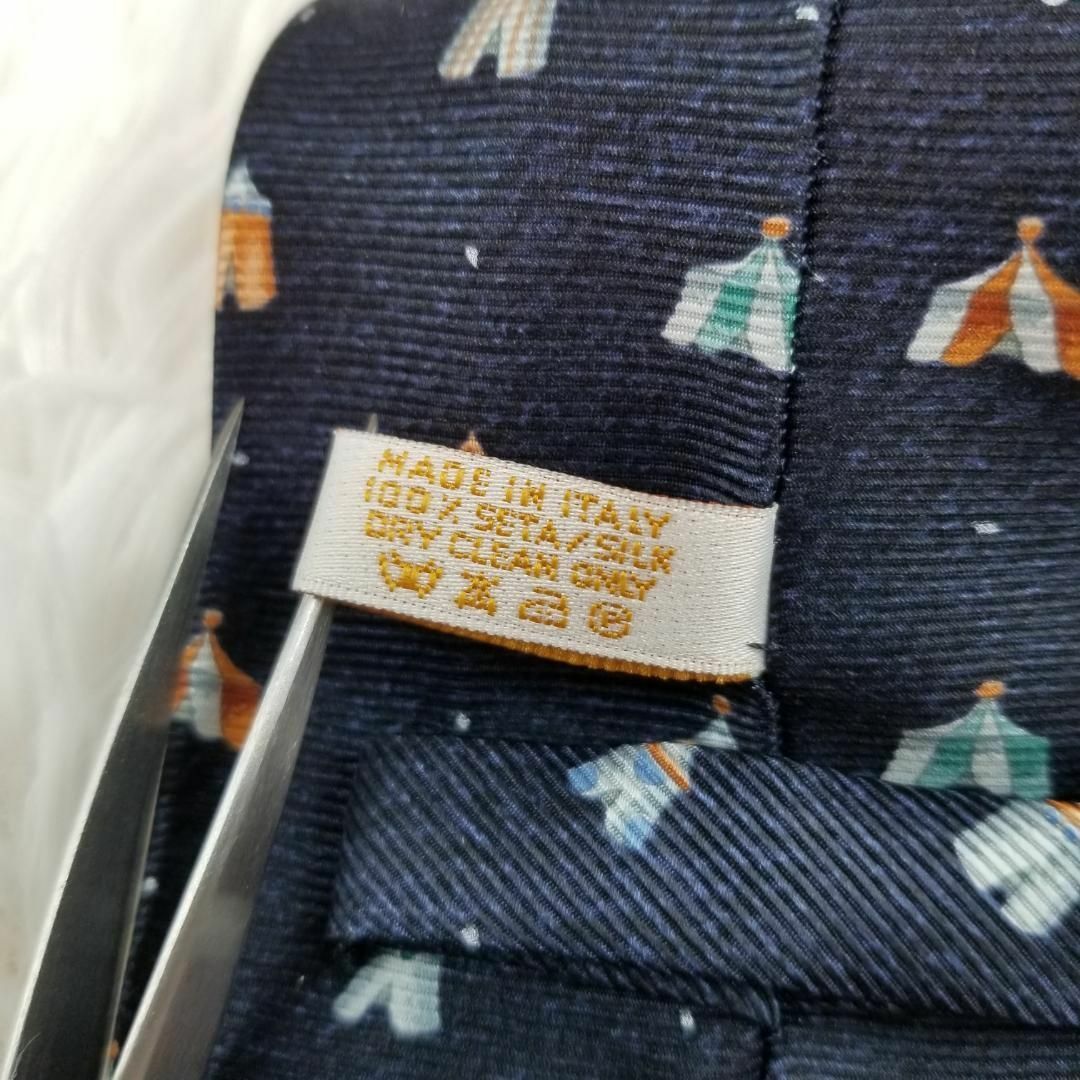 MADE IN ITALY
100% SETA/SILK
DRY CLEAN ONLY
P